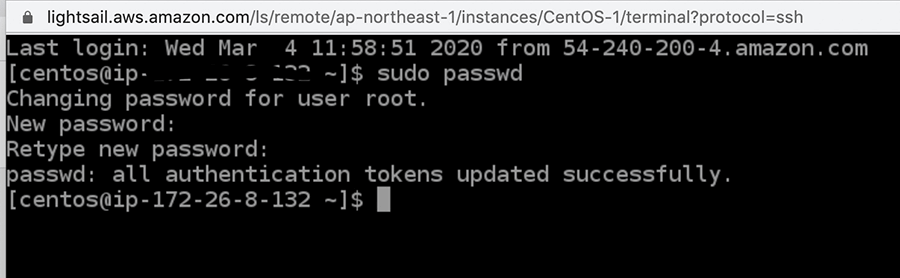 lightsail.aws.amazon.com/ls/remote/ap-northeast-1/instances/CentOS-1/terminal?protocol=ssh
Last login: Wed Mar  4 11:58:51 2020 from 54-240-200-4.amazon.com
[centos@ip- ~]$ sudo passwd
Changing password for user root.
New password:
Retype new password:
passwd: all authentication tokens updated successfully.
[centos@ip-172-26-8-132 ~]$